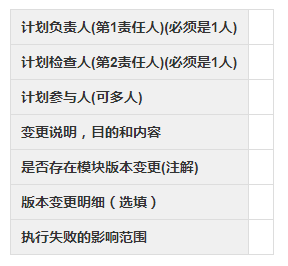 计划负责人(第1责任人)(必须是1人)
计划检查人(第2责任人)(必须是1人)
计划参与人(可多人)
变更说明，目的和内容
是否存在模块版本变更(注解)
版本变更明细（选填）
执行失败的影响范围